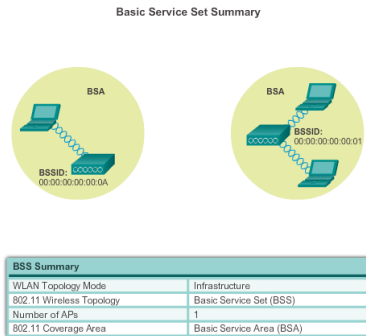 Basic Service Set Summary
BSA
BSSID:
00:00:00:00:00:0A
BSA
BSSID:
00:00:00:00:00:01
BSS Summary
WLAN Topology Mode Infrastructure
802.11 Wireless Topology Basic Service Set (BSS)
Number of APs 1
802.11 Coverage Area Basic Service Area (BSA)